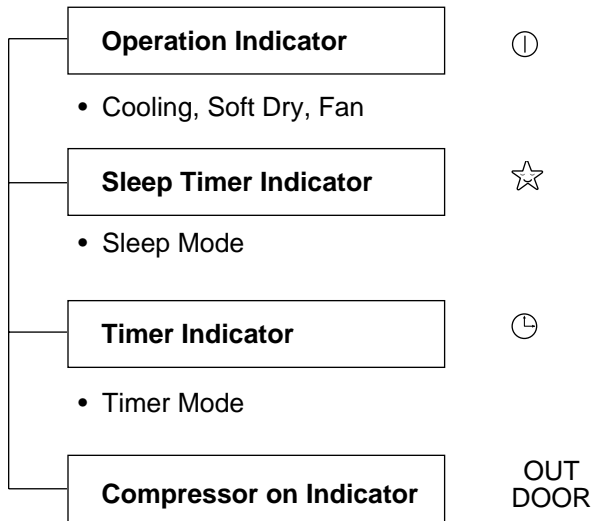 Operation Indicator
• Cooling, Soft Dry, Fan
Sleep Timer Indicator
• Sleep Mode
Timer Indicator
• Timer Mode
Compressor on Indicator
OUT
DOOR